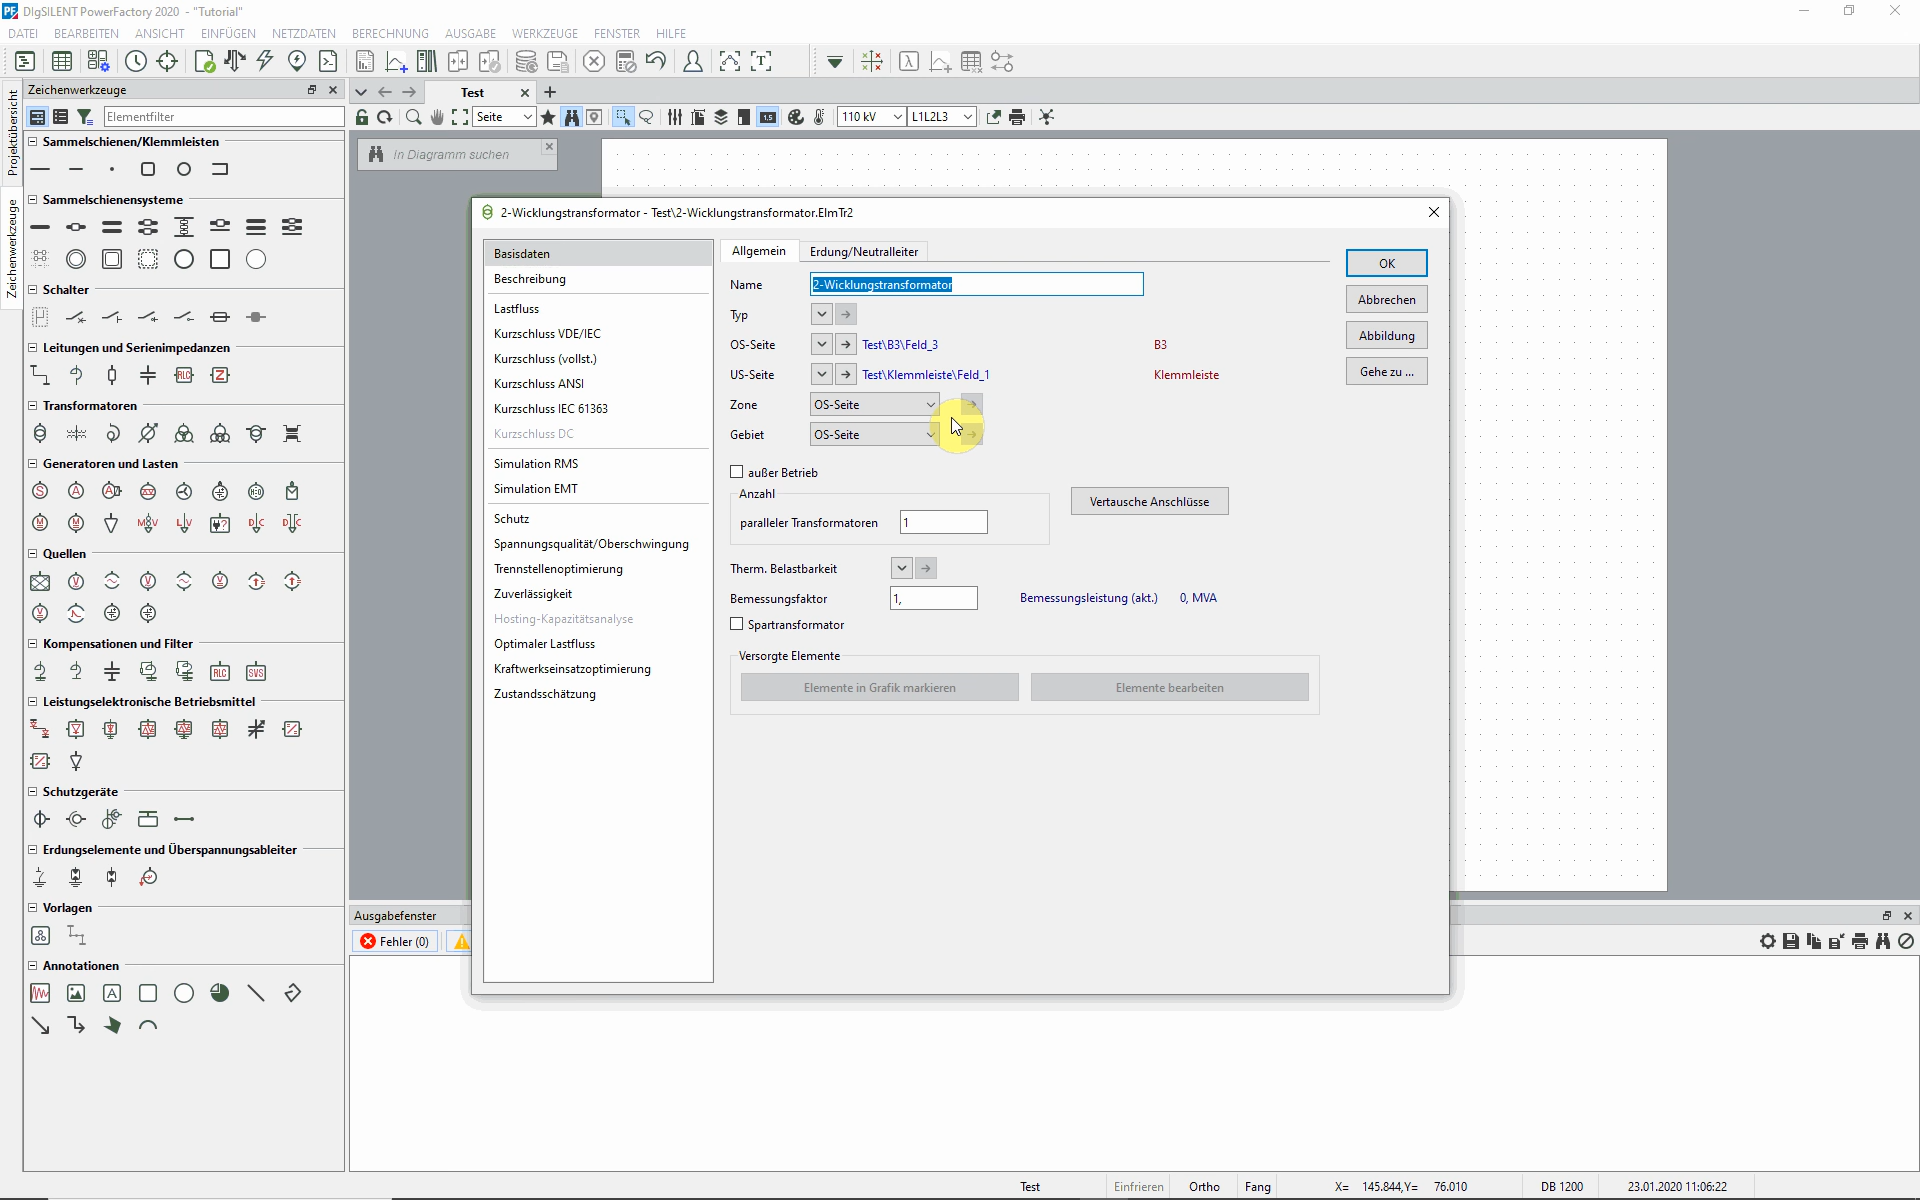 DIgSILENT PowerFactory 2020 - "Tutorial"
DATEI BEARBEITEN ANSICHT EINFÜGEN NETZDATEN BERECHNUNG AUSGABE WERKZEUGE FENSTER HILFE
Zeichenwerkzeuge
Test
Projektübersicht
Zeichenwerkzeuge
Elementfilter
Seite
1.5
110 kV
L1L2L3
In Diagramm suchen
Sammelschienen/Klemmleisten
Sammelschienensysteme
Schalter
Leitungen und Serienimpedanzen
Transformatoren
Generatoren und Lasten
Quellen
Kompensationen und Filter
Leistungselektronische Betriebsmittel
Schutzgeräte
Erdungselemente und Überspannungsableiter
Vorlagen
Annotationen
2-Wicklungstransformator - Test\2-Wicklungstransformator.ElmTr2
Basisdaten
Beschreibung
Lastfluss
Kurzschluss VDE/IEC
Kurzschluss (vollst.)
Kurzschluss ANSI
Kurzschluss IEC 61363
Kurzschluss DC
Simulation RMS
Simulation EMT
Schutz
Spannungsqualität/Oberschwingung
Trennstellenoptimierung
Zuverlässigkeit
Hosting-Kapazitätsanalyse
Optimaler Lastfluss
Kraftwerkseinsatzoptimierung
Zustandsschätzung
Allgemein Erdung/Neutralleiter
Name 2-Wicklungstransformator
Typ
OS-Seite Test\B3\Feld_3 B3
US-Seite Test\Klemmleiste\Feld_1 Klemmleiste
Zone OS-Seite
Gebiet OS-Seite
außer Betrieb
Anzahl
paralleler Transformatoren 1
Vertausche Anschlüsse
Therm. Belastbarkeit
Bemessungsfaktor 1, Bemessungsleistung (akt.) 0, MVA
Spartransformator
Versorgte Elemente
Elemente in Grafik markieren Elemente bearbeiten
OK
Abbrechen
Abbildung
Gehe zu ...
Ausgabefenster
Fehler (0)
Test Einfrieren Ortho Fang X= 145.844,Y= 76.010 DB 1200 23.01.2020 11:06:22